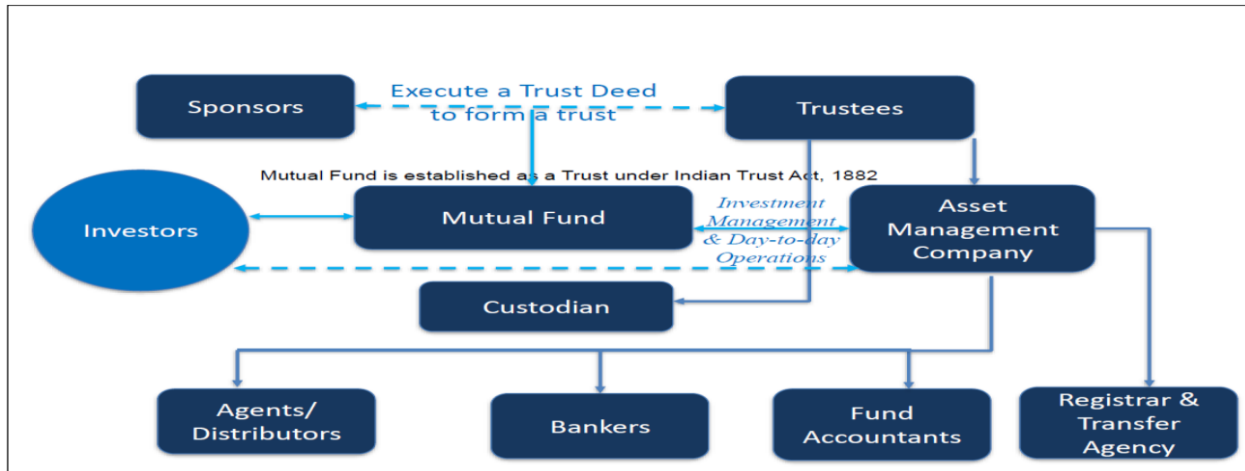 Sponsors
Execute a Trust Deed
to form a trust
Trustees
Mutual Fund is established as a Trust under Indian Trust Act, 1882
Investors
Mutual Fund
Investment
Management
& Day-to-day
Operations
Asset
Management
Company
Custodian
Agents/
Distributors
Bankers
Fund
Accountants
Registrar &
Transfer
Agency